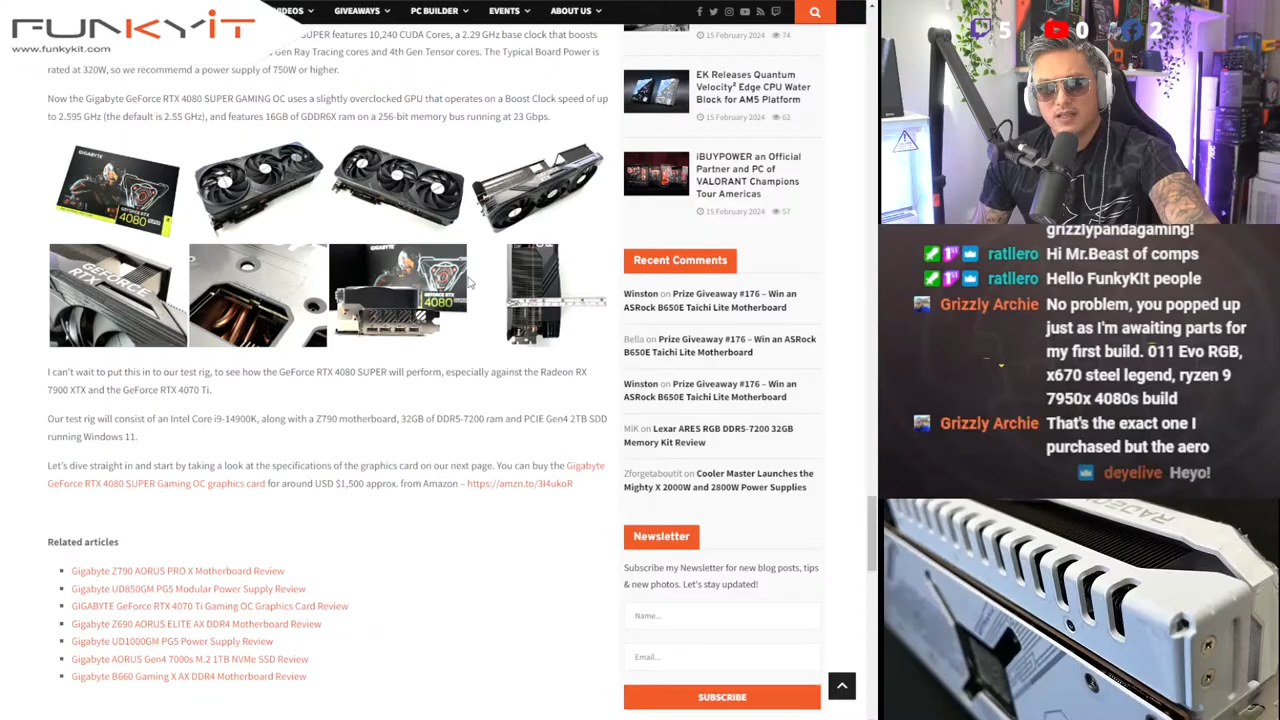 FUNKYiT
www.funkykit.com
DEOS
GIVEAWAYS
PC BUILDER
EVENTS
ABOUT US
SUPER features 10,240 CUDA Cores, a 2.29 GHz base clock that boosts
Gen Ray Tracing cores and 4th Gen Tensor cores. The Typical Board Power is
rated at 320W, so we recommemd a power supply of 750W or higher.
Now the Gigabyte GeForce RTX 4080 SUPER GAMING OC uses a slightly overclocked GPU that operates on a Boost Clock speed of up
to 2.595 GHz (the default is 2.55 GHz), and features 16GB of GDDR6X ram on a 256-bit memory bus running at 23 Gbps.
GIGABYTE
4080
GEFORCE RTX
GIGABYTE
4080
I can't wait to put this in to our test rig, to see how the GeForce RTX 4080 SUPER will perform, especially against the Radeon RX
7900 XTX and the GeForce RTX 4070 Ti.
Our test rig will consist of an Intel Core i9-14900K, along with a Z790 motherboard, 32GB of DDR5-7200 ram and PCIE Gen4 2TB SDD
running Windows 11.
Let's dive straight in and start by taking a look at the specifications of the graphics card on our next page. You can buy the Gigabyte
GeForce RTX 4080 SUPER Gaming OC graphics card for around USD $1,500 approx. from Amazon – https://amzn.to/3I4ukoR
Related articles
Gigabyte Z790 AORUS PRO X Motherboard Review
Gigabyte UD850GM PG5 Modular Power Supply Review
GIGABYTE GeForce RTX 4070 Ti Gaming OC Graphics Card Review
Gigabyte Z690 AORUS ELITE AX DDR4 Motherboard Review
Gigabyte UD1000GM PG5 Power Supply Review
Gigabyte AORUS Gen4 7000s M.2 1TB NVMe SSD Review
Gigabyte B660 Gaming X AX DDR4 Motherboard Review
15 February 2024 74
EK Releases Quantum
Velocity² Edge CPU Water
Block for AM5 Platform
15 February 2024 62
iBUYPOWER an Official
Partner and PC of
VALORANT Champions
Tour Americas
15 February 2024 57
Recent Comments
Winston on Prize Giveaway #176 – Win an
ASRock B650E Taichi Lite Motherboard
Bella on Prize Giveaway #176 – Win an ASRock
B650E Taichi Lite Motherboard
Winston on Prize Giveaway #176 – Win an
ASRock B650E Taichi Lite Motherboard
MiK on Lexar ARES RGB DDR5-7200 32GB
Memory Kit Review
Zforgetaboutit on Cooler Master Launches the
Mighty X 2000W and 2800W Power Supplies
Newsletter
Subscribe my Newsletter for new blog posts, tips
& new photos. Let's stay updated!
Name...
Email...
SUBSCRIBE
5
0
2
grizzlypandagaming!
ratllero Hi Mr.Beast of comps
ratllero Hello FunkyKIt people
Grizzly Archie No problem, you popped up
just as I'm awaiting parts for
my first build. 011 Evo RGB,
x670 steel legend, ryzen 9
7950x 4080s build
Grizzly Archie That's the exact one I
purchased but the aero
deyelive Heyo!